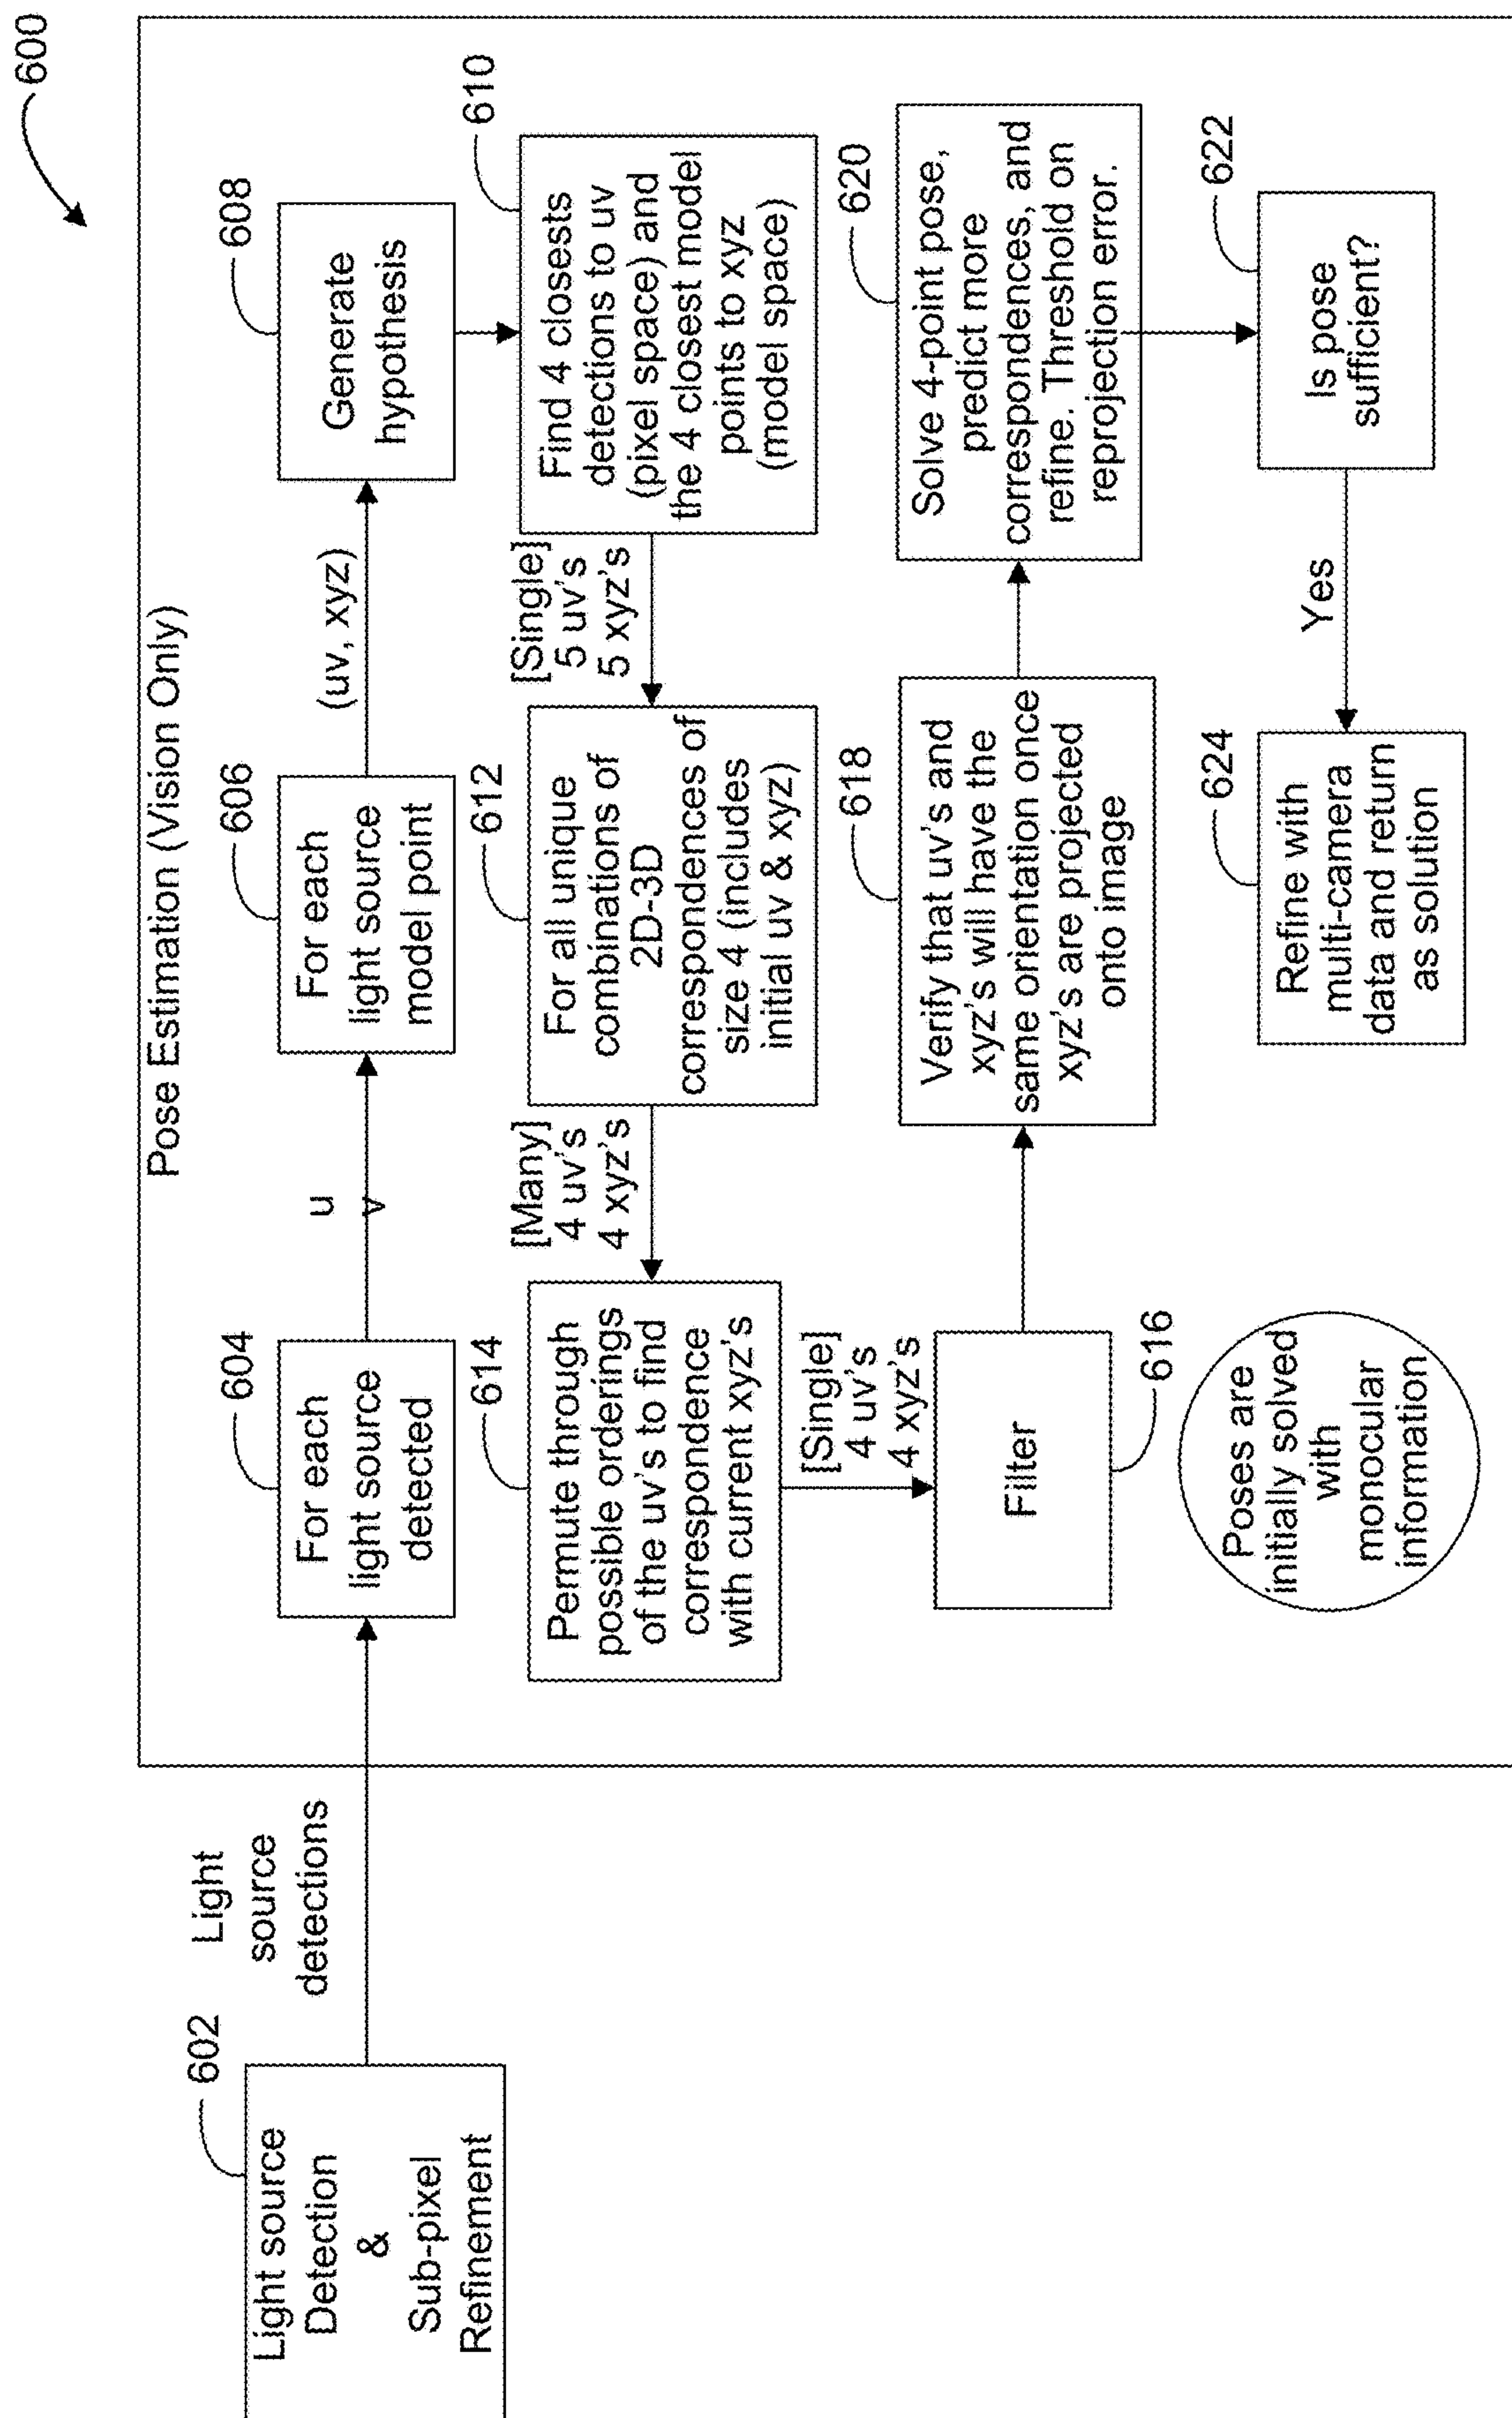 600
Pose Estimation (Vision Only)
602
Light source
Detection
&
Sub-pixel
Refinement
Light
source
detections
604
For each
light source
detected
u
v
606
For each
light source
model point
(uv, xyz)
608
Generate
hypothesis
610
Find 4 closests
detections to uv
(pixel space) and
the 4 closest model
points to xyz
(model space)
[Single]
5 uv's
5 xyz's
612
For all unique
combinations of
2D-3D
correspondences of
size 4 (includes
initial uv & xyz)
[Many]
4 uv's
4 xyz's
614
Permute through
possible orderings
of the uv's to find
correspondence
with current xyz's
[Single]
4 uv's
4 xyz's
Filter
616
618
Verify that uv's and
xyz's will have the
same orientation once
xyz's are projected
onto image
620
Solve 4-point pose,
predict more
correspondences, and
refine. Threshold on
reprojection error.
622
Is pose
sufficient?
Yes
624
Refine with
multi-camera
data and return
as solution
Poses are
initially solved
with
monocular
information